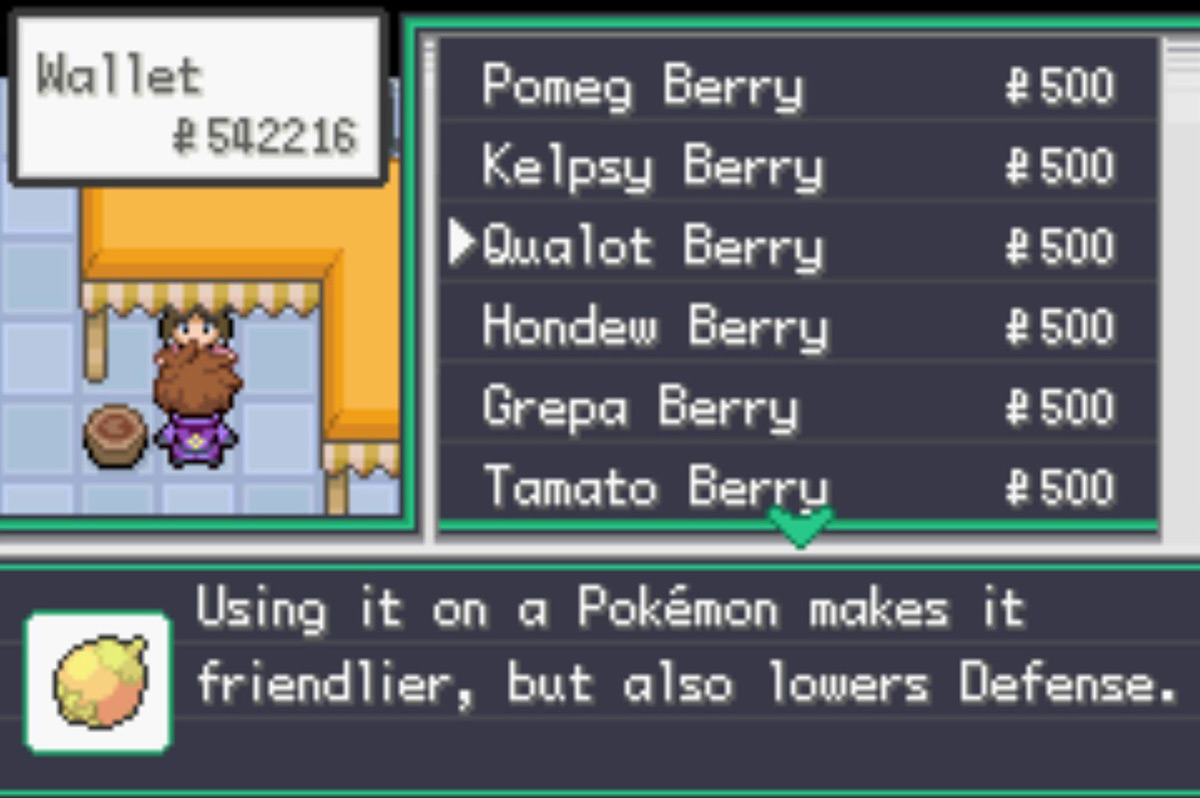 Wallet
₽542216
Pomeg Berry ₽500
Kelpsy Berry ₽500
Qualot Berry ₽500
Hondew Berry ₽500
Grepa Berry ₽500
Tamato Berry ₽500
Using it on a Pokémon makes it
friendlier, but also lowers Defense.